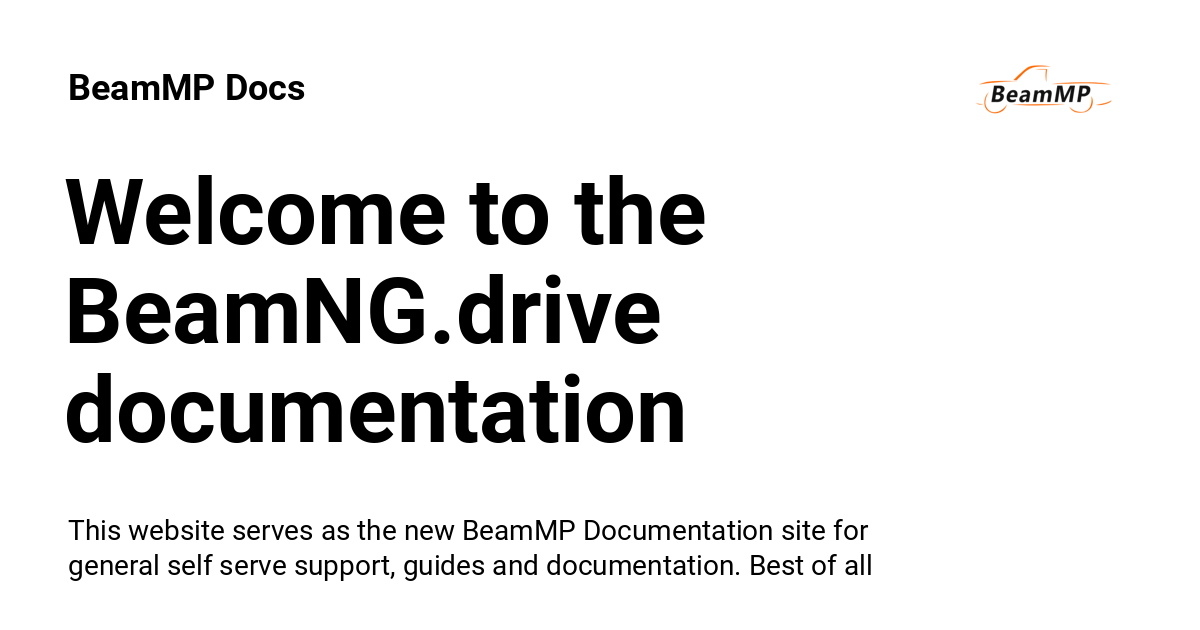 BeamMP Docs
BeamMP
Welcome to the
BeamNG.drive
documentation
This website serves as the new BeamMP Documentation site for
general self serve support, guides and documentation. Best of all